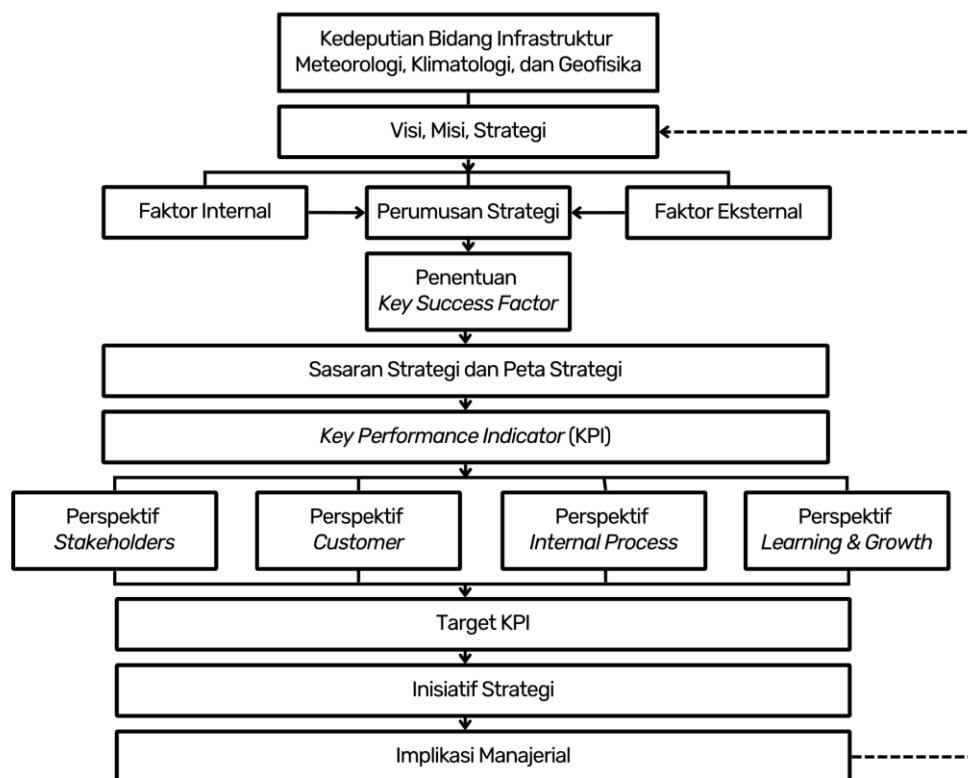 Kedeputian Bidang Infrastruktur
Meteorologi, Klimatologi, dan Geofisika
Visi, Misi, Strategi
Faktor Internal
Perumusan Strategi
Faktor Eksternal
Penentuan
Key Success Factor
Sasaran Strategi dan Peta Strategi
Key Performance Indicator (KPI)
Perspektif
Stakeholders
Perspektif
Customer
Perspektif
Internal Process
Perspektif
Learning & Growth
Target KPI
Inisiatif Strategi
Implikasi Manajerial